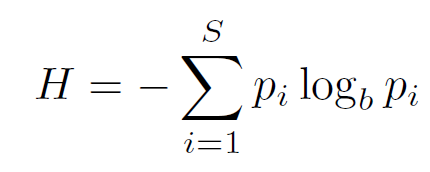 H = − ∑_{i=1}^{S} p_i log_b p_i